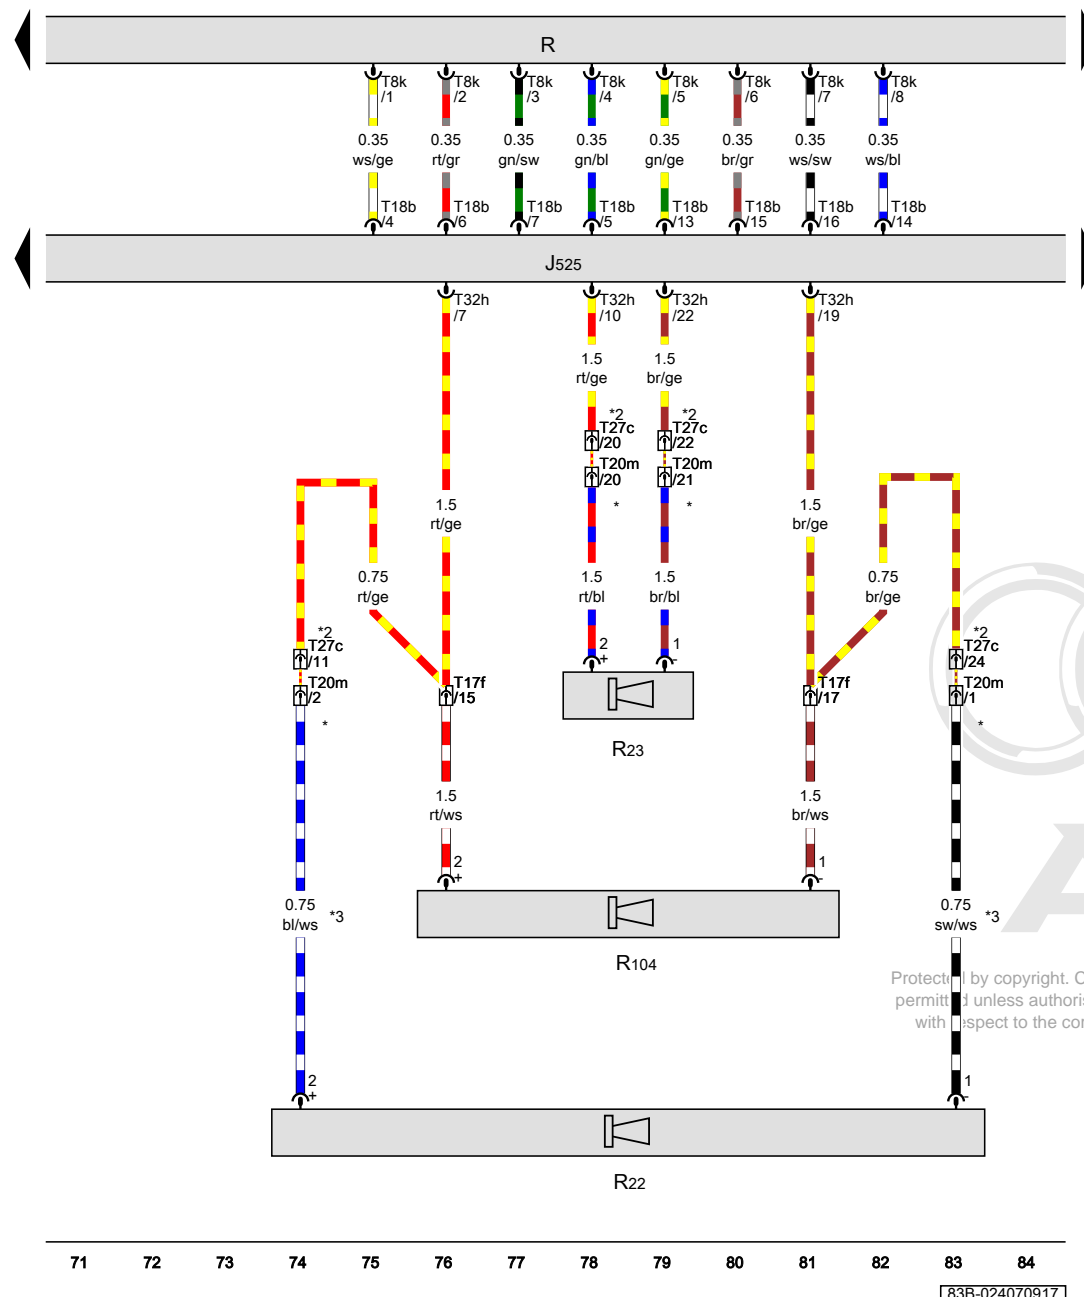 R
T8k /1
T8k /2
T8k /3
T8k /4
T8k /5
T8k /6
T8k /7
T8k /8
0.35 0.35 0.35 0.35 0.35 0.35 0.35 0.35
ws/ge rt/gr gn/sw gn/bl gn/ge br/gr ws/sw ws/bl
T18b /4
T18b /6
T18b /7
T18b /5
T18b /13
T18b /15
T18b /16
T18b /14
J525
T32h /7
T32h /10
T32h /22
T32h /19
1.5 rt/ge
1.5 br/ge
*2
T27c /20
*2
T27c /22
T20m /20
T20m /21
*
*
1.5 rt/ge
1.5 br/ge
0.75 rt/ge
1.5 rt/bl
1.5 br/bl
0.75 br/ge
*2
T27c /11
2 +
1 -
*2
T27c /24
T20m /2
T17f /15
T17f /17
T20m /1
*
*
R23
1.5 rt/ws
1.5 br/ws
2 +
1 -
0.75 bl/ws *3
0.75 sw/ws *3
R104
by copyright.
unless
with
to the
2 +
1 -
R22
71 72 73 74 75 76 77 78 79 80 81 82 83 84
83B-024070917